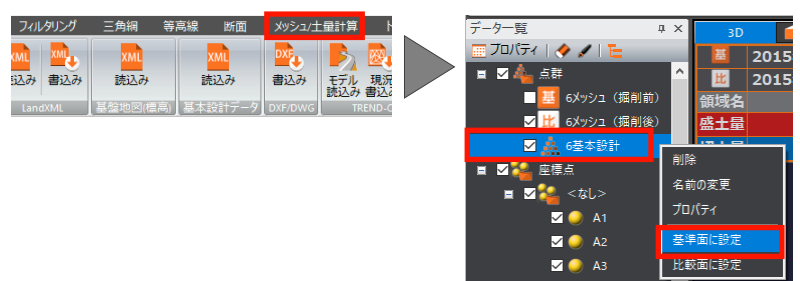 フィルタリング 三角網 等高線 断面 メッシュ/土量計算
XML XML XML XML DXF
込み 書込み 読込み 読込み 書込み モデル 読込み 現況 書込
LandXML 基盤地図(標高) 基本設計データ DXF/DWG TREND-C
データ一覧
プロパティ
点群
基 6メッシュ（掘削前）
比 6メッシュ（掘削後）
6基本設計
座標点
<なし>
A1
A2
A3
3D
基 2015
比 2015
領域名
盛土量
削除
名前の変更
プロパティ
基準面に設定
比較面に設定